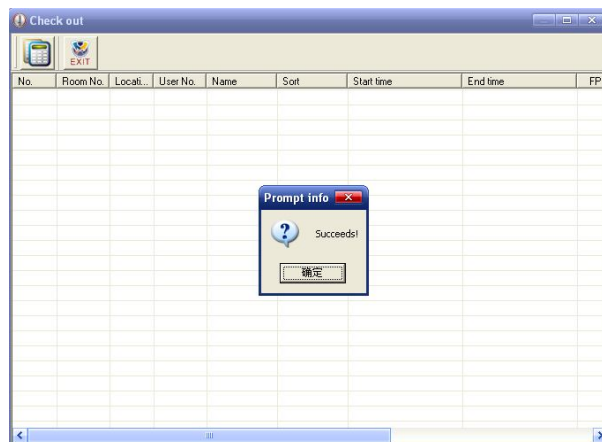 Check out
EXIT
No. Room No. Locati... User No. Name Sort Start time End time FP
Prompt info
Succeeds!
确定